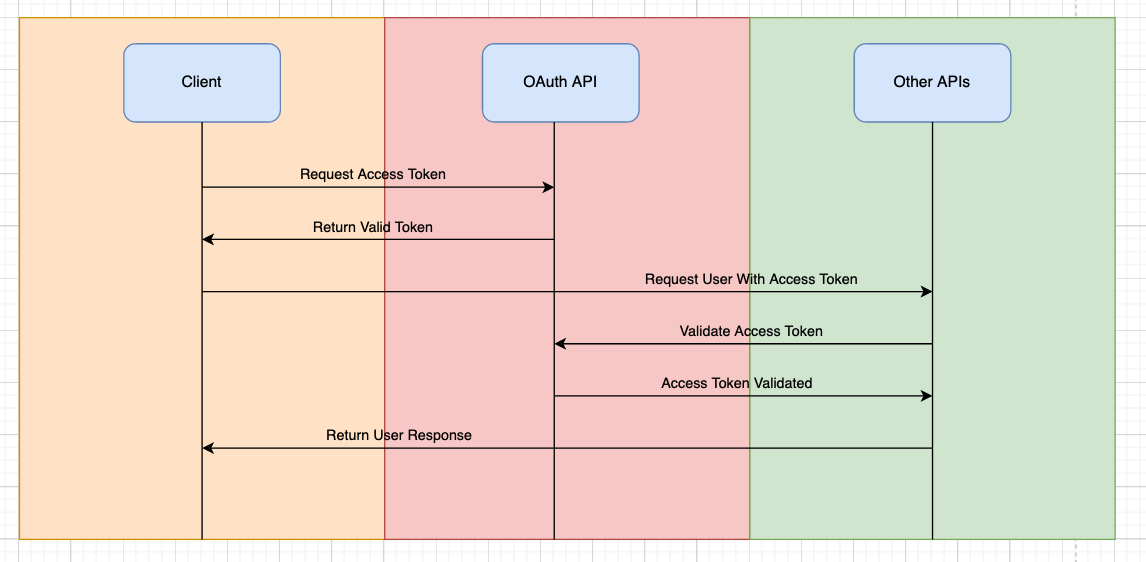 Client
OAuth API
Other APIs
Request Access Token
Return Valid Token
Request User With Access Token
Validate Access Token
Access Token Validated
Return User Response